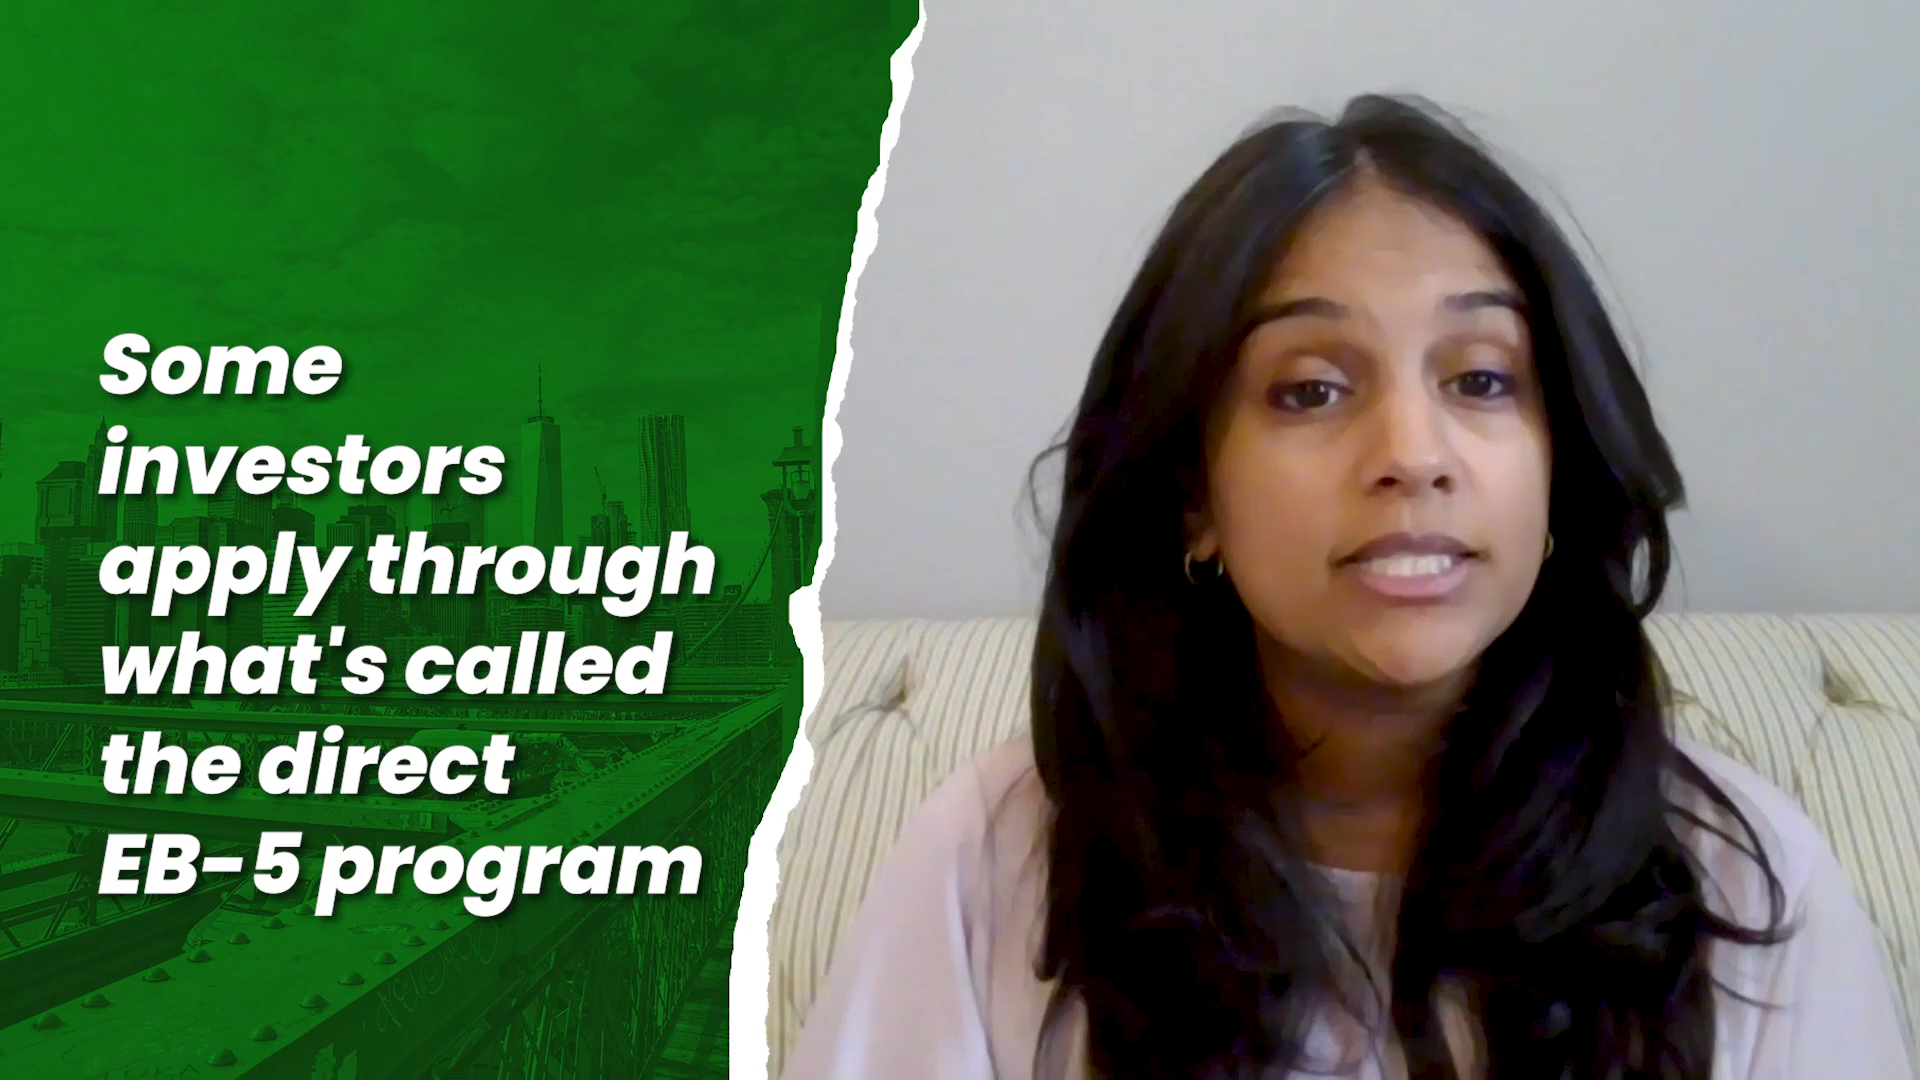 Some
investors
apply through
what's called
the direct
EB-5 program